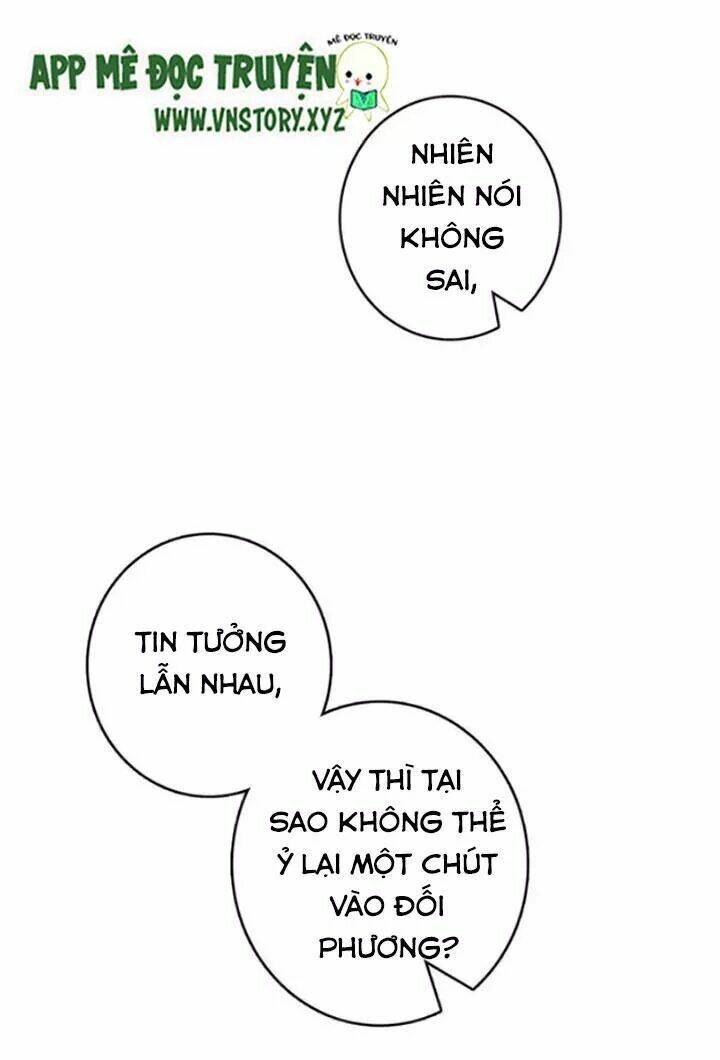 MÊ ĐỌC TRUYỆN
APP MÊ ĐỌC TRUYỆN
WWW.VNSTORY.XYZ
NHIÊN
NHIÊN NÓI
KHÔNG
SAI,
TIN TƯỞNG
LẪN NHAU,
VẬY THÌ TẠI
SAO KHÔNG THỂ
Ỷ LẠI MỘT CHÚT
VÀO ĐỐI
PHƯƠNG?